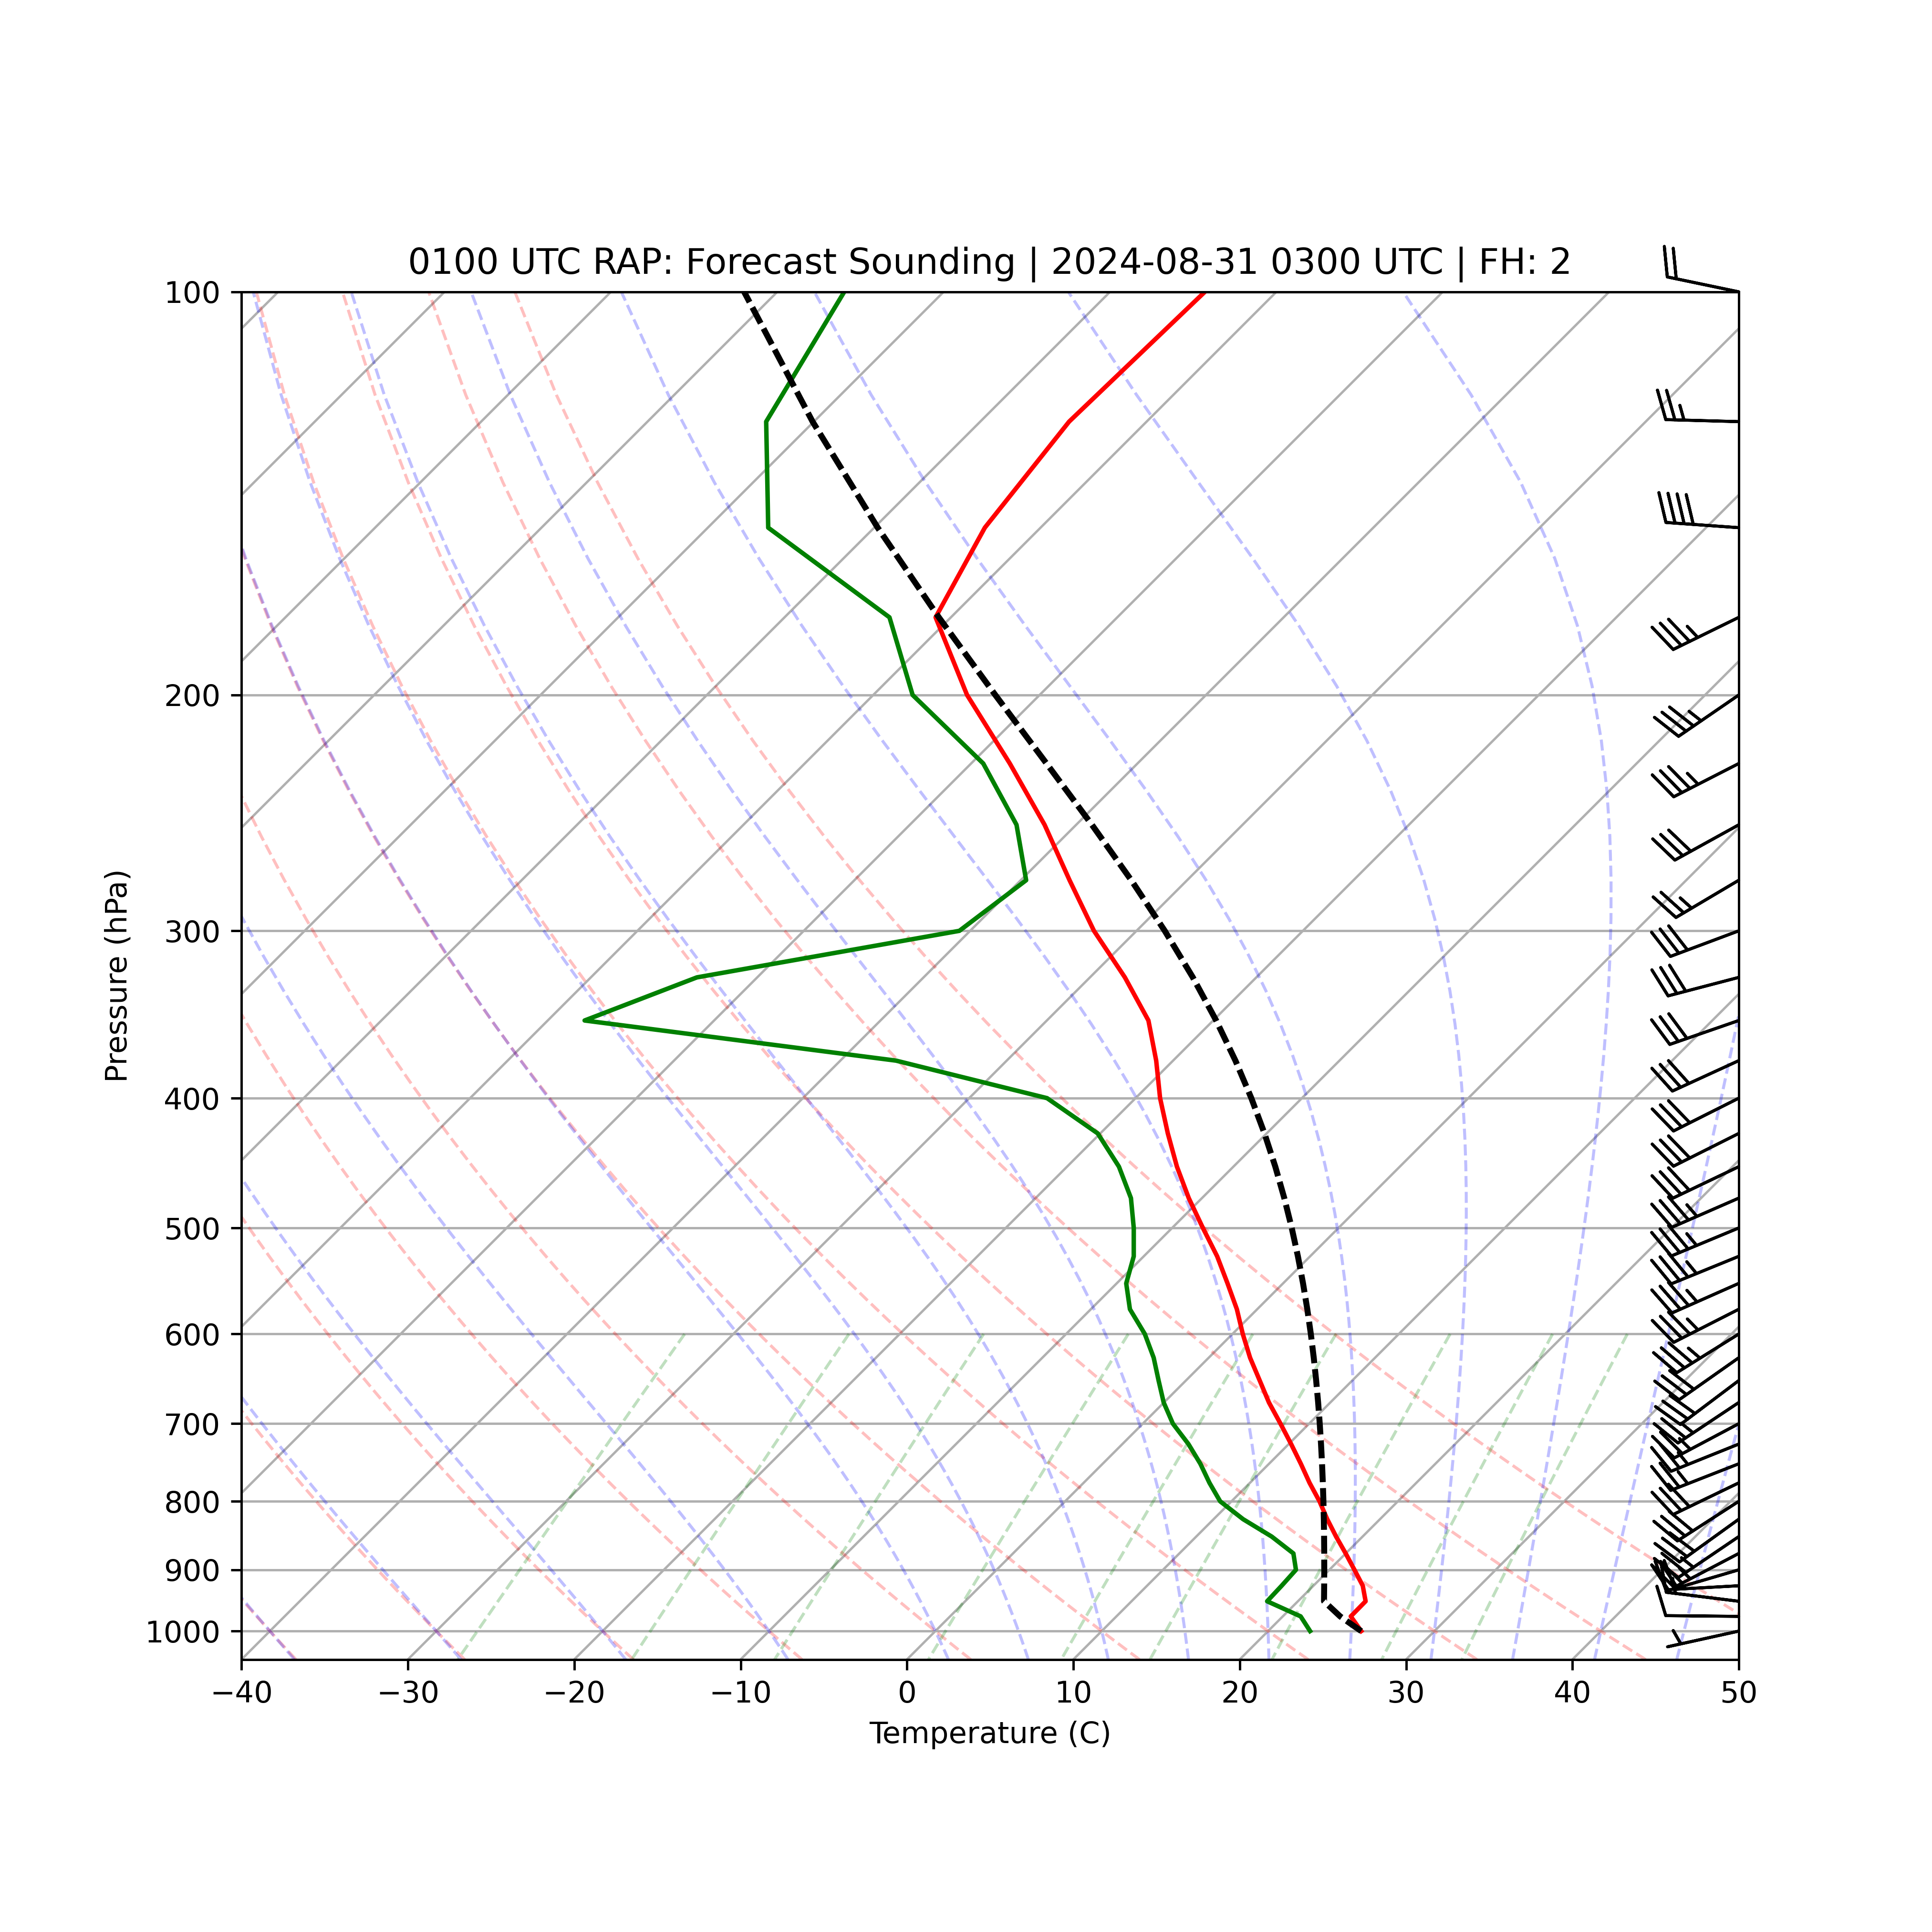 0100 UTC RAP: Forecast Sounding | 2024-08-31 0300 UTC | FH: 2
100
200
300
400
500
600
700
800
900
1000
Pressure (hPa)
−40 −30 −20 −10 0 10 20 30 40 50
Temperature (C)